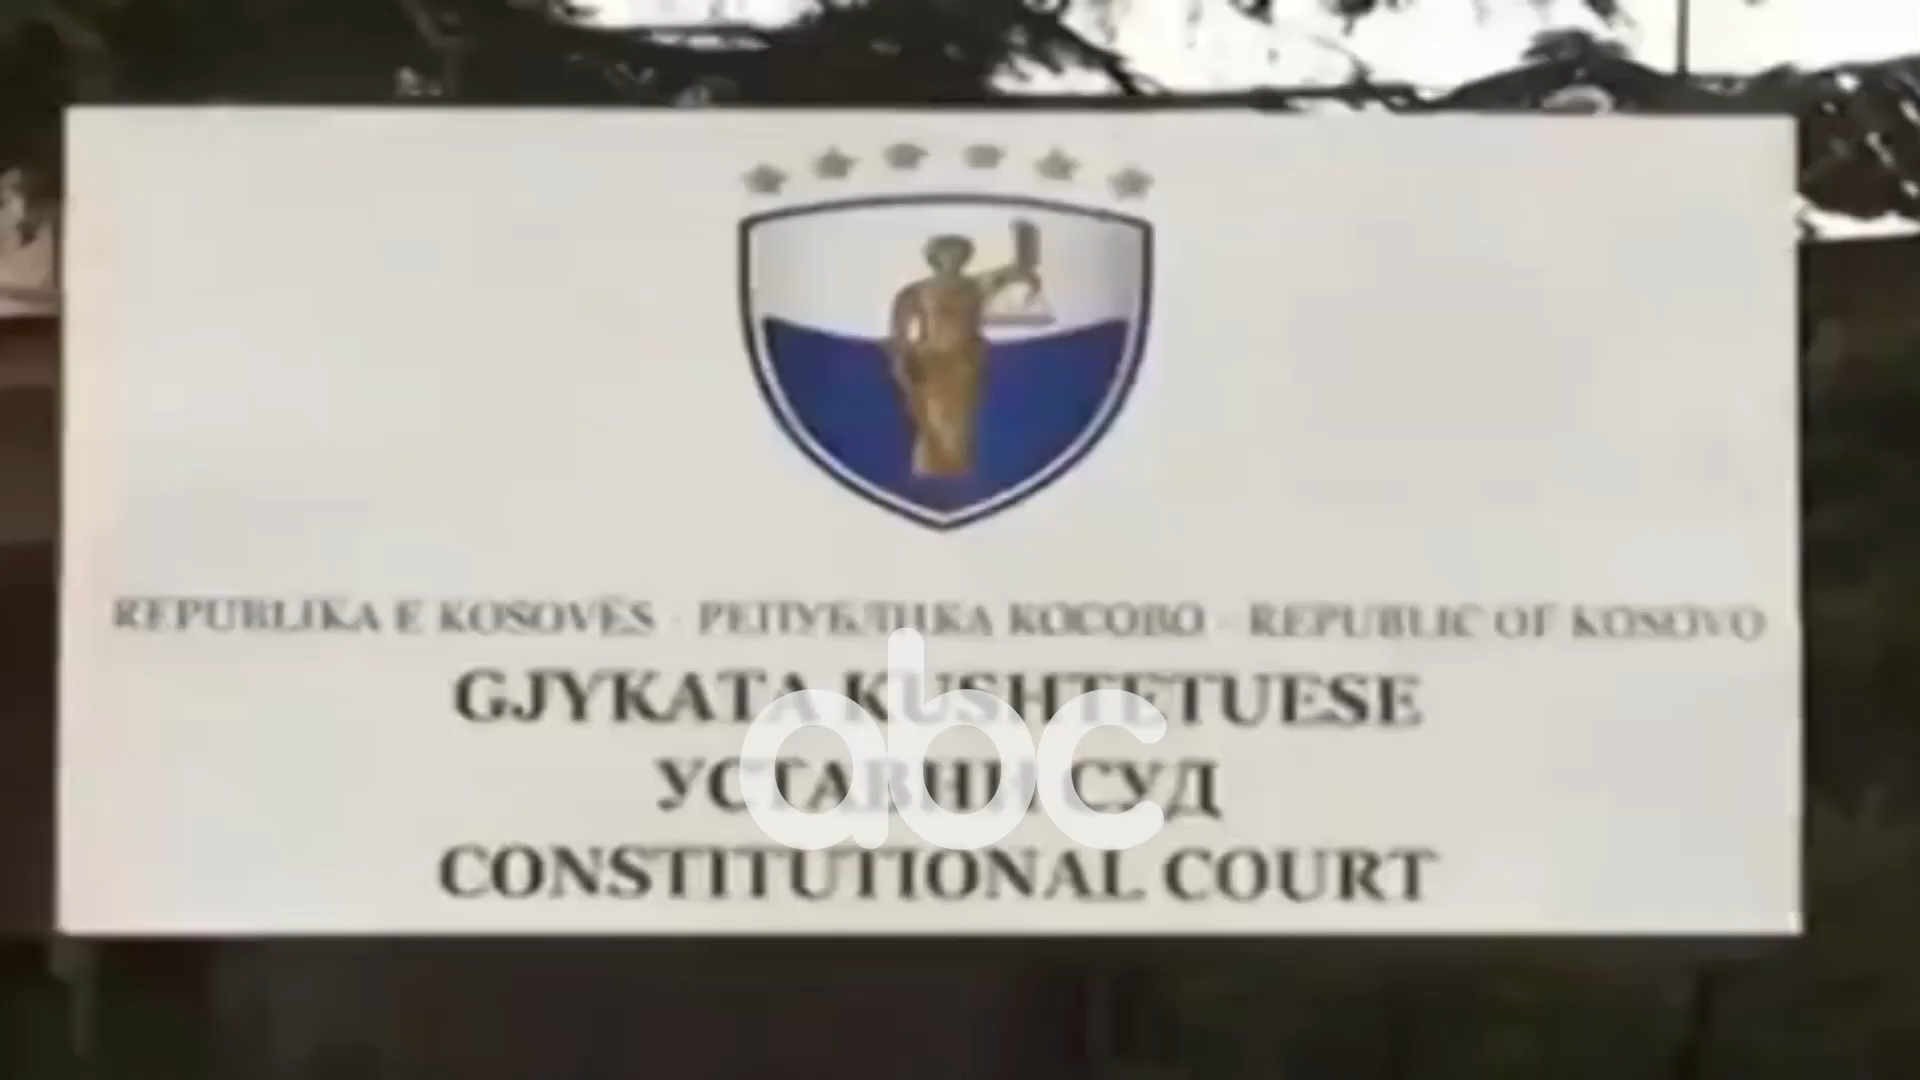 REPUBLIKA E KOSOVËS - РЕПУБЛИКА КОСОВО - REPUBLIC OF KOSOVO
GJYKATA KUSHTETUESE
УСТАВНИ СУД
abc
CONSTITUTIONAL COURT